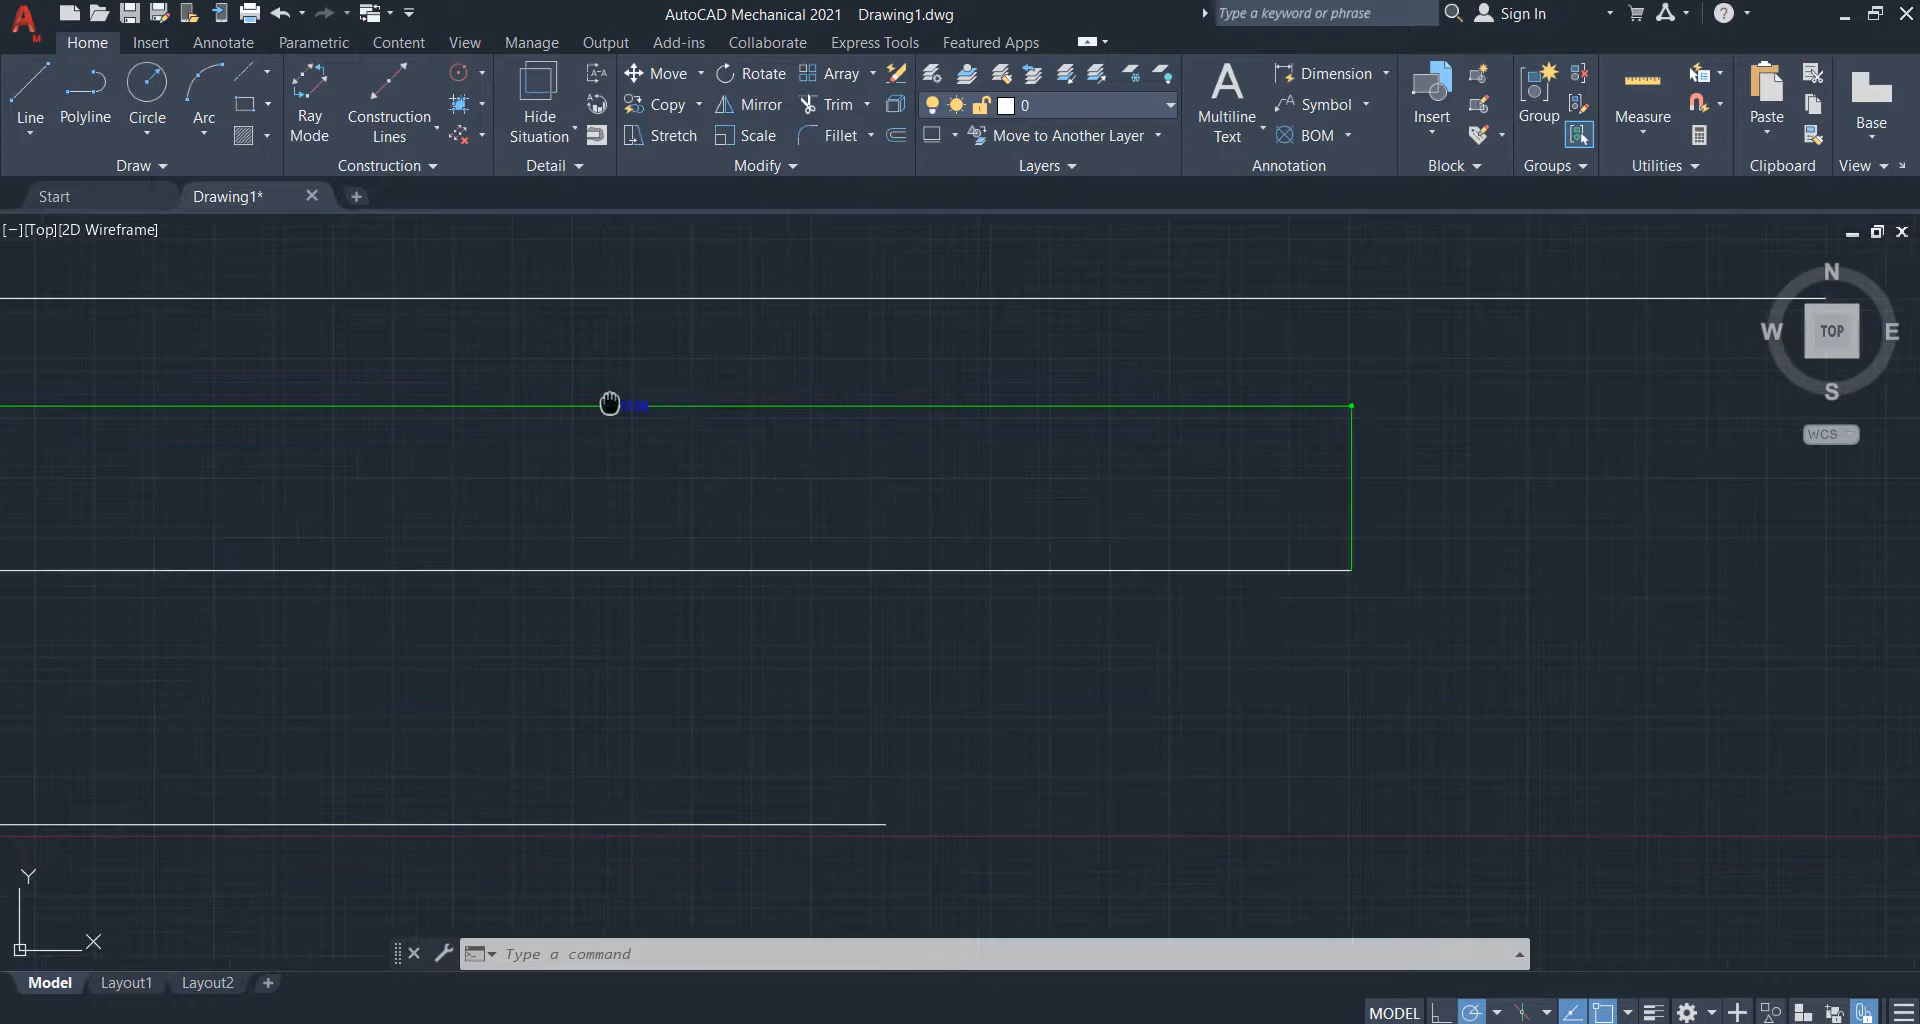 AutoCAD Mechanical 2021 Drawing1.dwg
Type a keyword or phrase
Sign In
Home Insert Annotate Parametric Content View Manage Output Add-ins Collaborate Express Tools Featured Apps
Line Polyline Circle Arc
Draw
Ray Mode
Construction Lines
Construction
Hide Situation
Detail
Move Rotate Array
Copy Mirror Trim
Stretch Scale Fillet
Modify
0
Move to Another Layer
Layers
Multiline Text
Dimension
Symbol
BOM
Annotation
Insert
Block
Group
Groups
Measure
Utilities
Paste
Clipboard
Base
View
Start Drawing1*
[−][Top][2D Wireframe]
N
W TOP E
S
WCS
Y
X
Type a command
Model Layout1 Layout2
MODEL